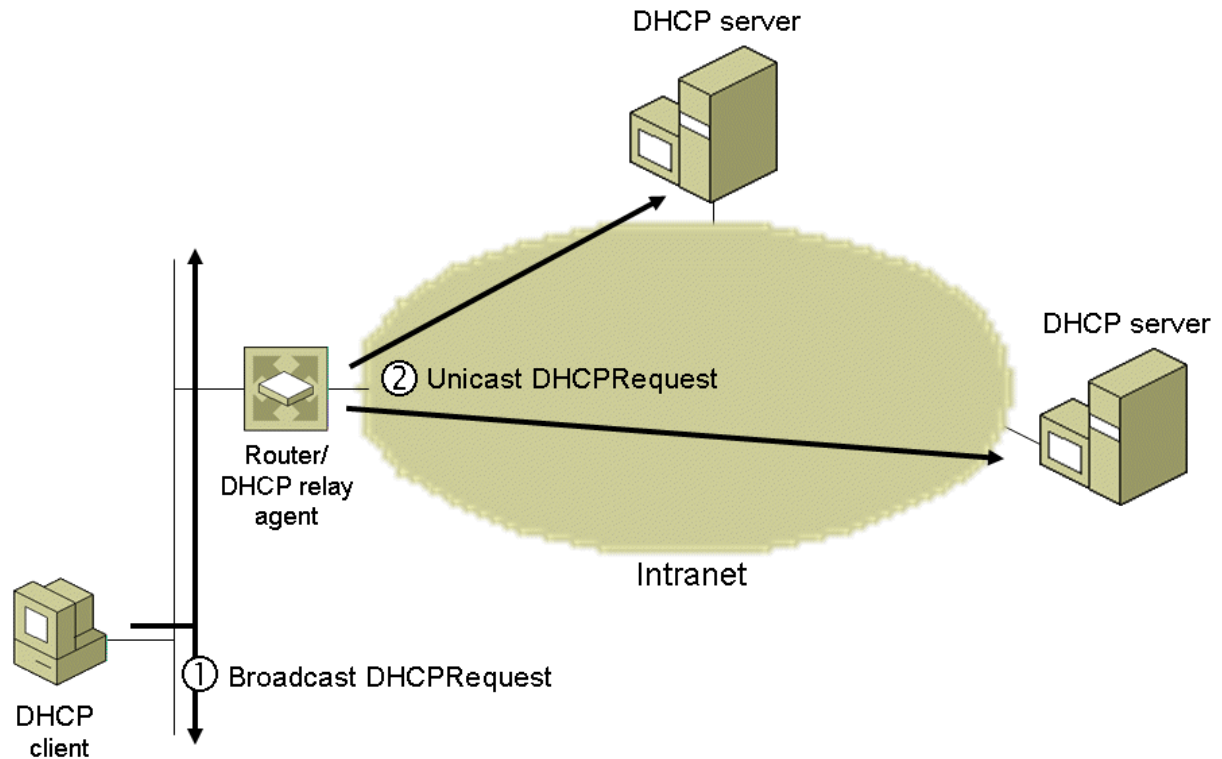 DHCP server
DHCP server
② Unicast DHCPRequest
Router/
DHCP relay
agent
Intranet
① Broadcast DHCPRequest
DHCP
client